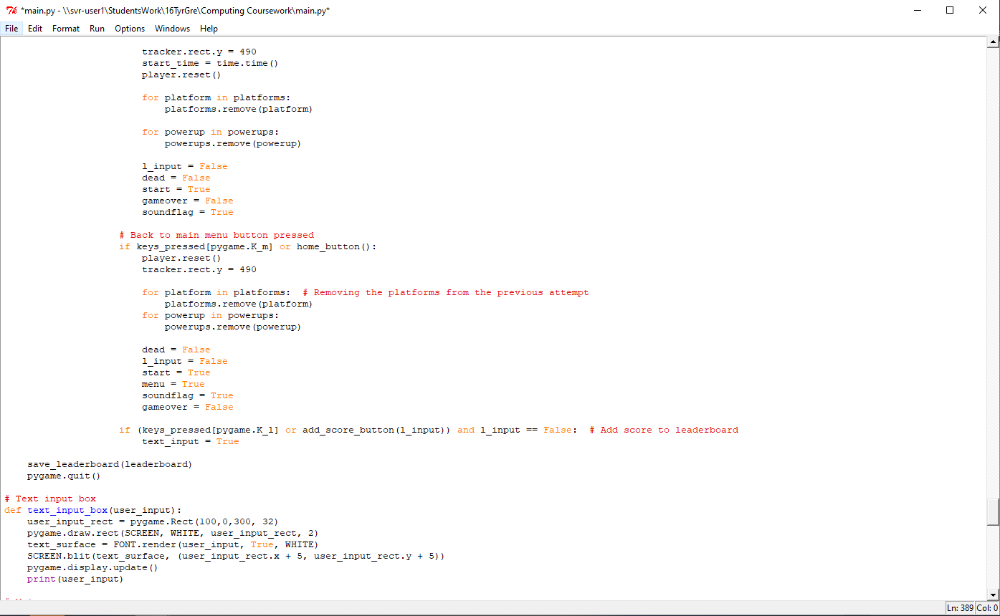 *main.py - \\svr-user1\StudentsWork\16TyrGre\Computing Coursework\main.py*
File Edit Format Run Options Windows Help
tracker.rect.y = 490
start_time = time.time()
player.reset()
for platform in platforms:
platforms.remove(platform)
for powerup in powerups:
powerups.remove(powerup)
l_input = False
dead = False
start = True
gameover = False
soundflag = True
# Back to main menu button pressed
if keys_pressed[pygame.K_m] or home_button():
player.reset()
tracker.rect.y = 490
for platform in platforms:  # Removing the platforms from the previous attempt
platforms.remove(platform)
for powerup in powerups:
powerups.remove(powerup)
dead = False
l_input = False
start = True
menu = True
soundflag = True
gameover = False
if (keys_pressed[pygame.K_l] or add_score_button(l_input)) and l_input == False:  # Add score to leaderboard
text_input = True
save_leaderboard(leaderboard)
pygame.quit()
# Text input box
def text_input_box(user_input):
user_input_rect = pygame.Rect(100,0,300, 32)
pygame.draw.rect(SCREEN, WHITE, user_input_rect, 2)
text_surface = FONT.render(user_input, True, WHITE)
SCREEN.blit(text_surface, (user_input_rect.x + 5, user_input_rect.y + 5))
pygame.display.update()
print(user_input)
Ln: 389 Col: 0